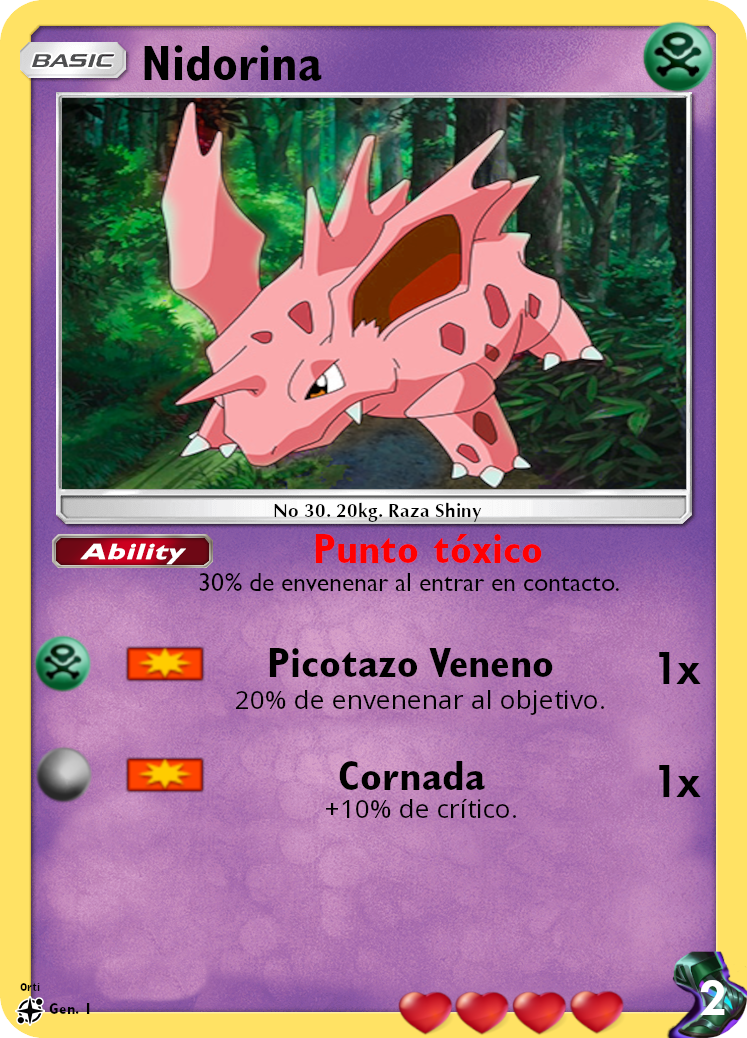 BASIC Nidorina
No 30. 20kg. Raza Shiny
Ability Punto tóxico
30% de envenenar al entrar en contacto.
Picotazo Veneno 1x
20% de envenenar al objetivo.
Cornada 1x
+10% de crítico.
2
Orti
Gen. 1